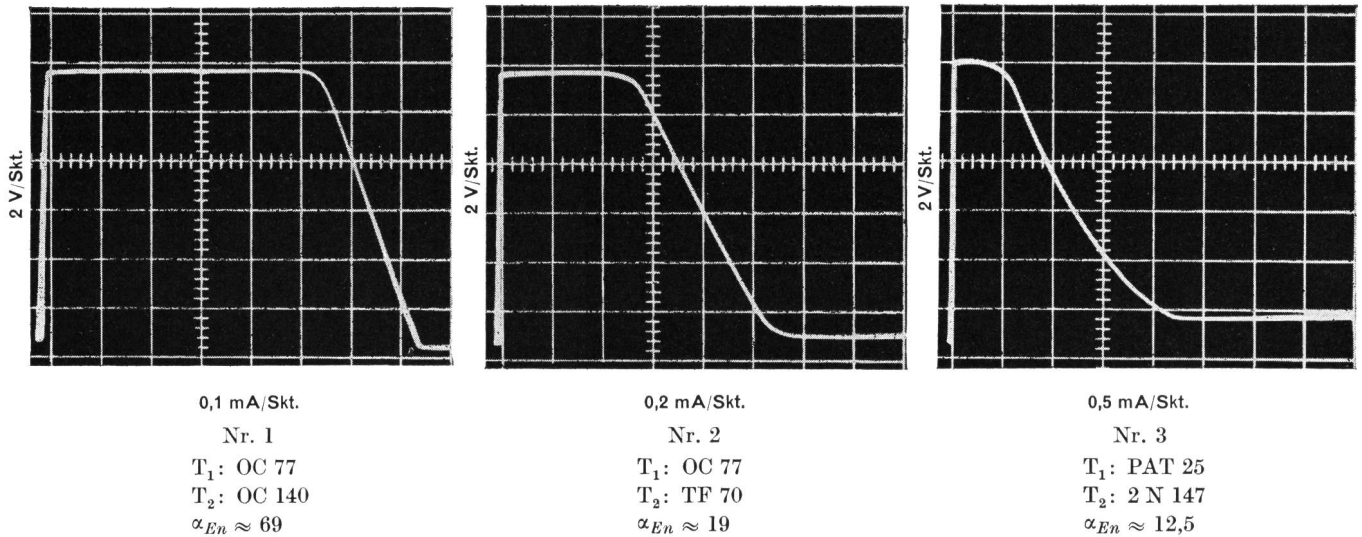 2 V/Skt.
0,1 mA/Skt.
Nr. 1
T₁: OC 77
T₂: OC 140
α_En ≈ 69
2 V/Skt.
0,2 mA/Skt.
Nr. 2
T₁: OC 77
T₂: TF 70
α_En ≈ 19
2 V/Skt.
0,5 mA/Skt.
Nr. 3
T₁: PAT 25
T₂: 2 N 147
α_En ≈ 12,5